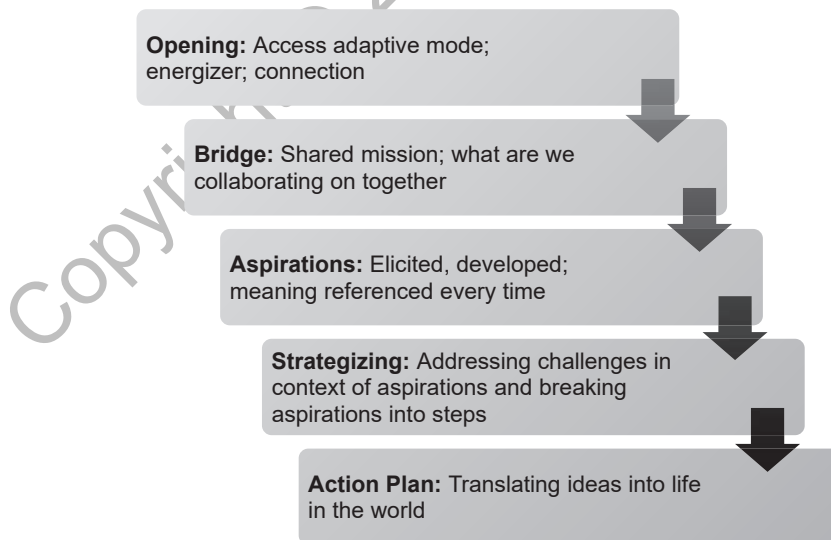 Opening: Access adaptive mode;
energizer; connection
Bridge: Shared mission; what are we
collaborating on together
Aspirations: Elicited, developed;
meaning referenced every time
Strategizing: Addressing challenges in
context of aspirations and breaking
aspirations into steps
Action Plan: Translating ideas into life
in the world